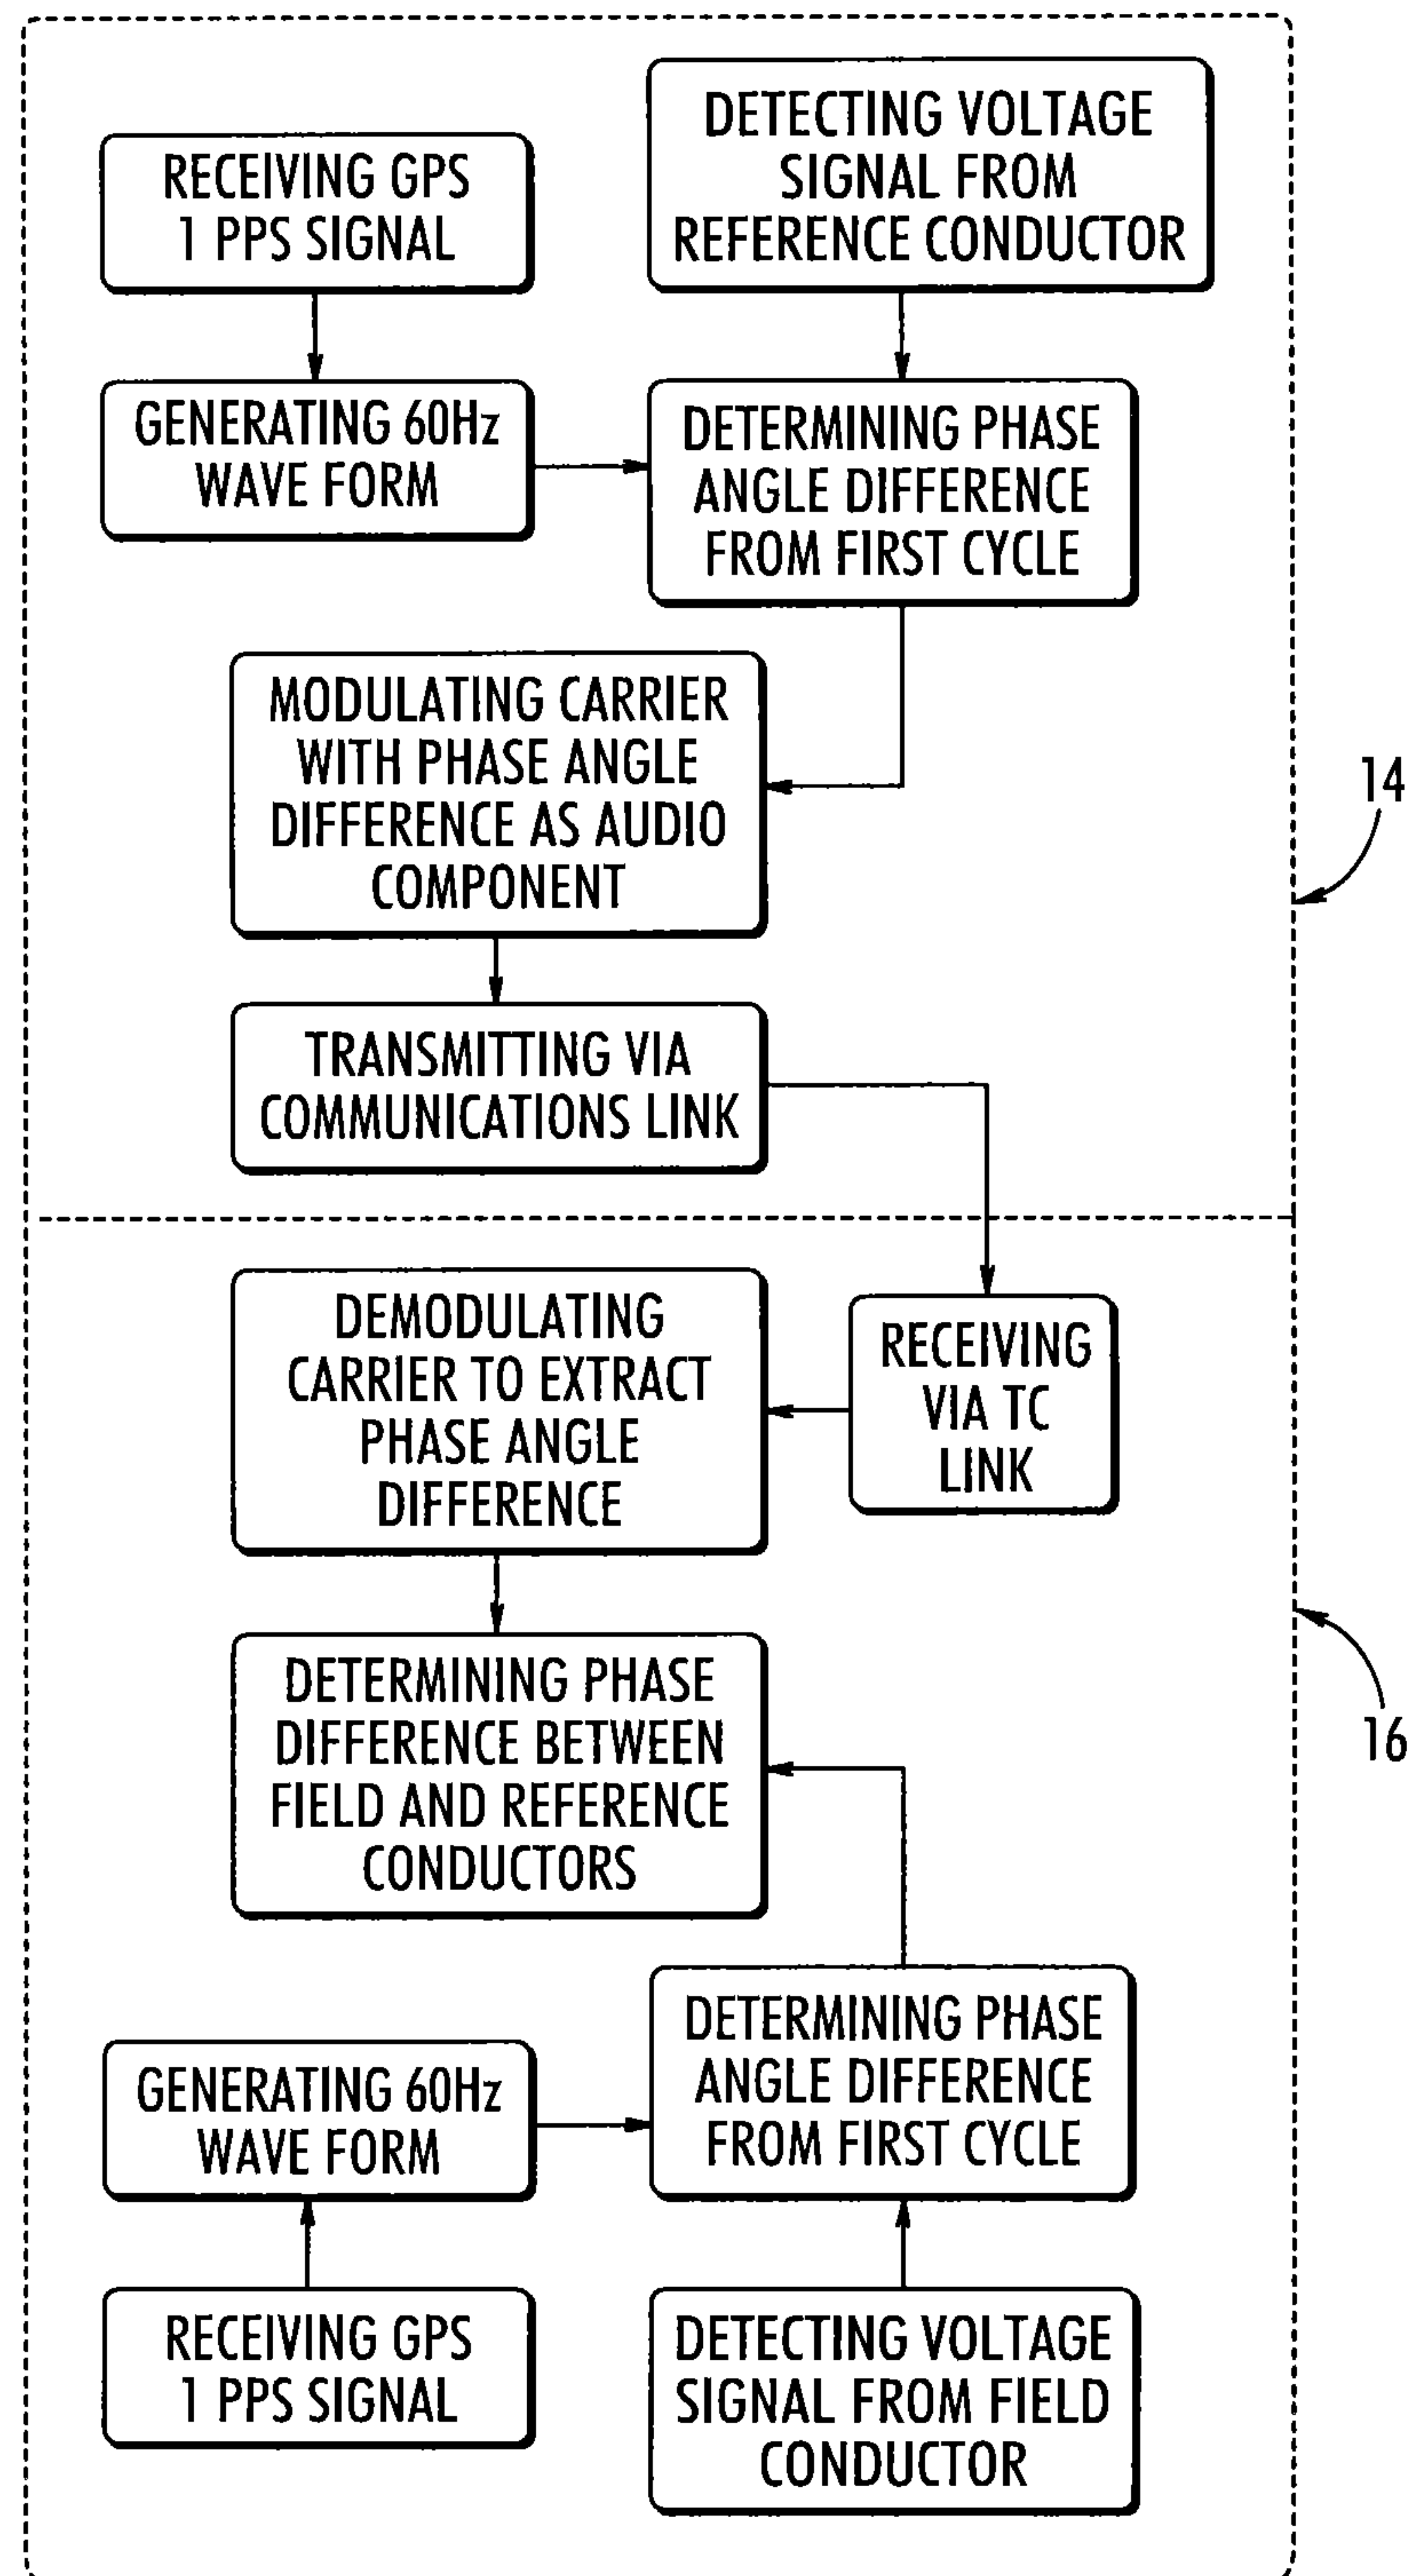 RECEIVING GPS
1 PPS SIGNAL
DETECTING VOLTAGE
SIGNAL FROM
REFERENCE CONDUCTOR
GENERATING 60Hz
WAVE FORM
DETERMINING PHASE
ANGLE DIFFERENCE
FROM FIRST CYCLE
MODULATING CARRIER
WITH PHASE ANGLE
DIFFERENCE AS AUDIO
COMPONENT
14
TRANSMITTING VIA
COMMUNICATIONS LINK
DEMODULATING
CARRIER TO EXTRACT
PHASE ANGLE
DIFFERENCE
RECEIVING
VIA TC
LINK
DETERMINING PHASE
DIFFERENCE BETWEEN
FIELD AND REFERENCE
CONDUCTORS
16
GENERATING 60Hz
WAVE FORM
DETERMINING PHASE
ANGLE DIFFERENCE
FROM FIRST CYCLE
RECEIVING GPS
1 PPS SIGNAL
DETECTING VOLTAGE
SIGNAL FROM FIELD
CONDUCTOR